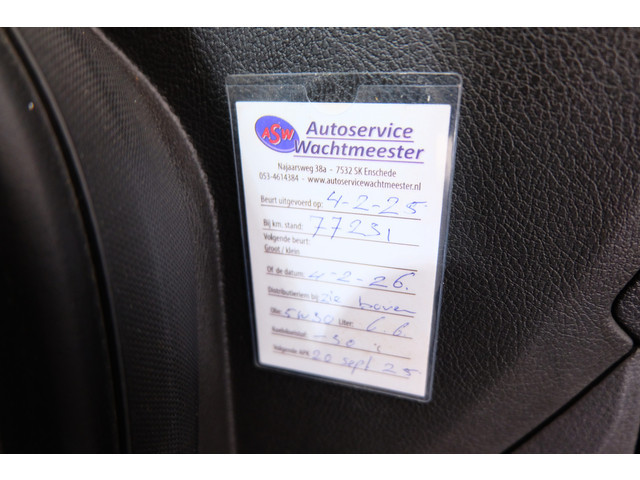 ASW
Autoservice
Wachtmeester
Najaarsweg 38a - 7532 SK Enschede
053-4614384 - www.autoservicewachtmeester.nl
Beurt uitgevoerd op: 4-2-25
Bij km. stand: 77231
Volgende beurt:
Groot / klein:
Of de datum: 4-2-26.
Distributieriem bij: zie boven
Olie: 5W30 Liter: 6.6
Koelvloeistof: -30
Volgende APK: 20 sept 25